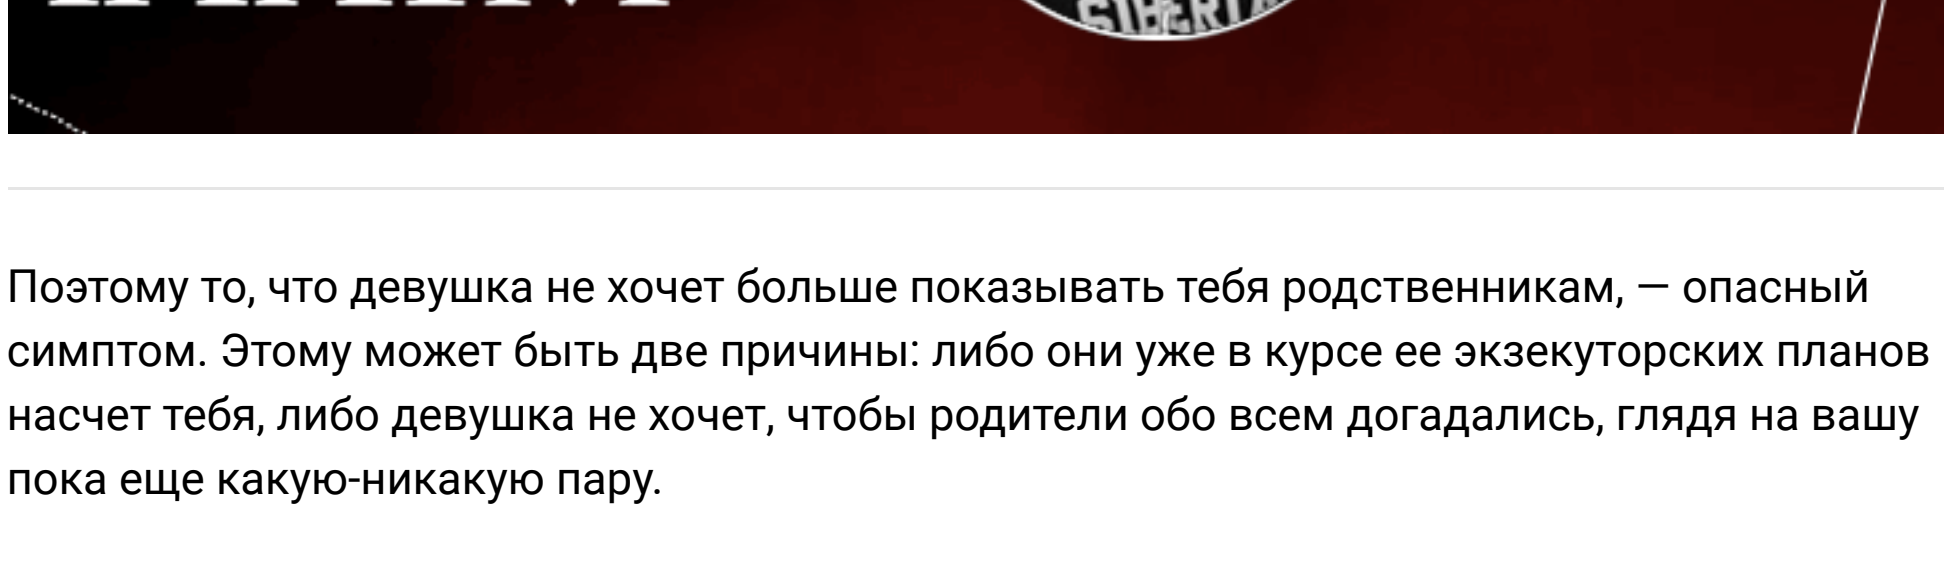 SIBERIA
Поэтому то, что девушка не хочет больше показывать тебя родственникам, — опасный
симптом. Этому может быть две причины: либо они уже в курсе ее экзекуторских планов
насчет тебя, либо девушка не хочет, чтобы родители обо всем догадались, глядя на вашу
пока еще какую-никакую пару.